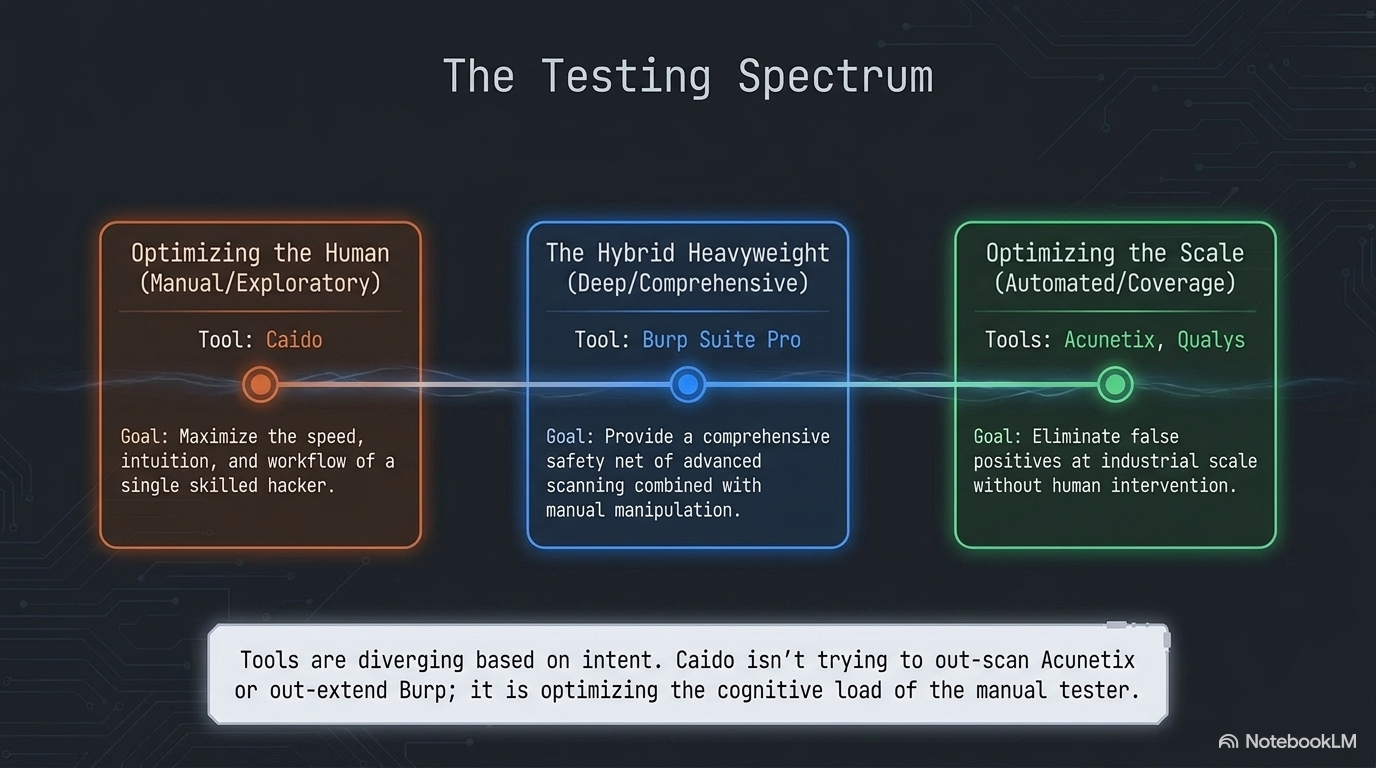 The Testing Spectrum
Optimizing the Human
(Manual/Exploratory)
Tool: Caido
Goal: Maximize the speed,
intuition, and workflow of a
single skilled hacker.
The Hybrid Heavyweight
(Deep/Comprehensive)
Tool: Burp Suite Pro
Goal: Provide a comprehensive
safety net of advanced
scanning combined with
manual manipulation.
Optimizing the Scale
(Automated/Coverage)
Tools: Acunetix, Qualys
Goal: Eliminate false
positives at industrial scale
without human intervention.
Tools are diverging based on intent. Caido isn’t trying to out-scan Acunetix
or out-extend Burp; it is optimizing the cognitive load of the manual tester.
NotebookLM